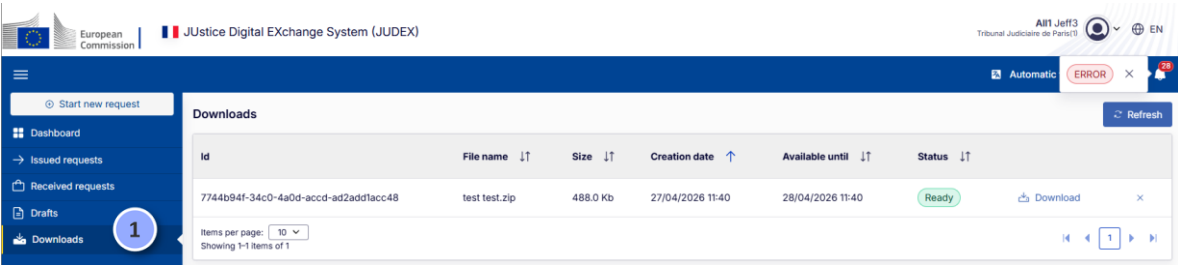 European
Commission
JUstice Digital EXchange System (JUDEX)
All1 Jeff3
Tribunal Judiciaire de Paris(1)
EN
Automatic
ERROR
28
Start new request
Dashboard
Issued requests
Received requests
Drafts
Downloads
1
Downloads
Refresh
Id File name Size Creation date Available until Status
7744b94f-34c0-4a0d-accd-ad2add1acc48 test test.zip 488.0 Kb 27/04/2026 11:40 28/04/2026 11:40 Ready Download
Items per page: 10
Showing 1-1 items of 1
1